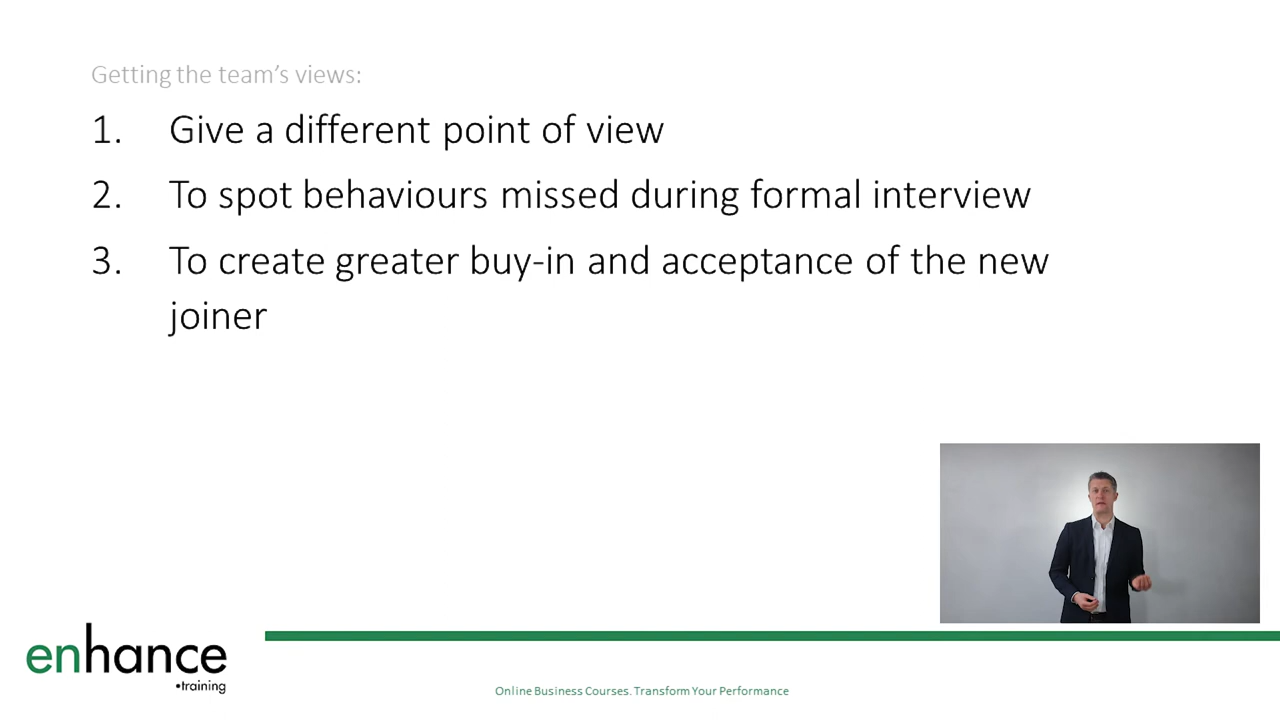 Getting the team's views:
1. Give a different point of view
2. To spot behaviours missed during formal interview
3. To create greater buy-in and acceptance of the new
joiner
enhance
•training
Online Business Courses. Transform Your Performance